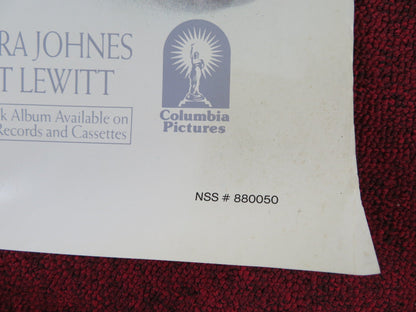 RA JOHNES
T LEWITT
k Album Available on
Records and Cassettes
Columbia
Pictures
NSS # 880050